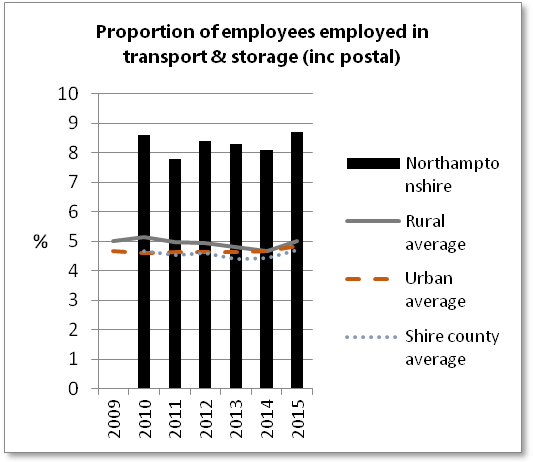 Proportion of employees employed in
transport & storage (inc postal)
10
9
8
7
6
5
4
3
2
1
0
%
2009
2010
2011
2012
2013
2014
2015
Northampto
nshire
Rural
average
Urban
average
Shire county
average